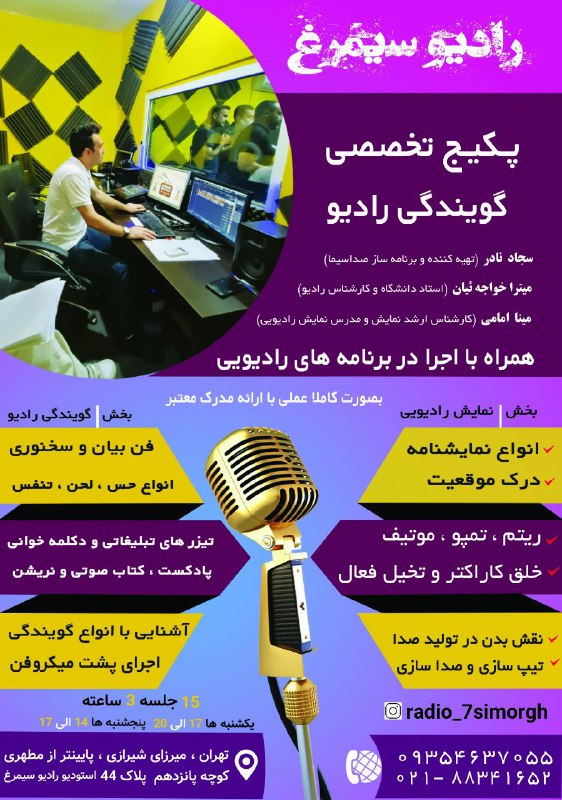 رادیو سیمرغ
پکیج تخصصی
گویندگی رادیو
سجاد نادر (تهیه کننده و برنامه ساز صداسیما)
میترا خواجه ئیان (استاد دانشگاه و کارشناس رادیو)
مینا امامی (کارشناس ارشد نمایش و مدرس نمایش رادیویی)
همراه با اجرا در برنامه های رادیویی
بصورت کاملا عملی با ارائه مدرک معتبر
بخش نمایش رادیویی
انواع نمایشنامه
درک موقعیت
ریتم ، تمپو ، موتیف
خلق کاراکتر و تخیل فعال
نقش بدن در تولید صدا
تیپ سازی و صدا سازی
بخش گویندگی رادیو
فن بیان و سخنوری
انواع حس ، لحن ، تنفس
تیزر های تبلیغاتی و دکلمه خوانی
پادکست ، کتاب صوتی و نریشن
آشنایی با انواع گویندگی
اجرای پشت میکروفن
15 جلسه 3 ساعته
یکشنبه ها 17 الی 20 پنجشنبه ها 14 الی 17
radio_7simorgh
تهران ، میرزای شیرازی ، پایینتر از مطهری
کوچه پانزدهم پلاک 44 استودیو رادیو سیمرغ
۰۹۳۵۴۶۳۷۰۵۵
۰۲۱- ۸۸۳۴۱۶۵۲